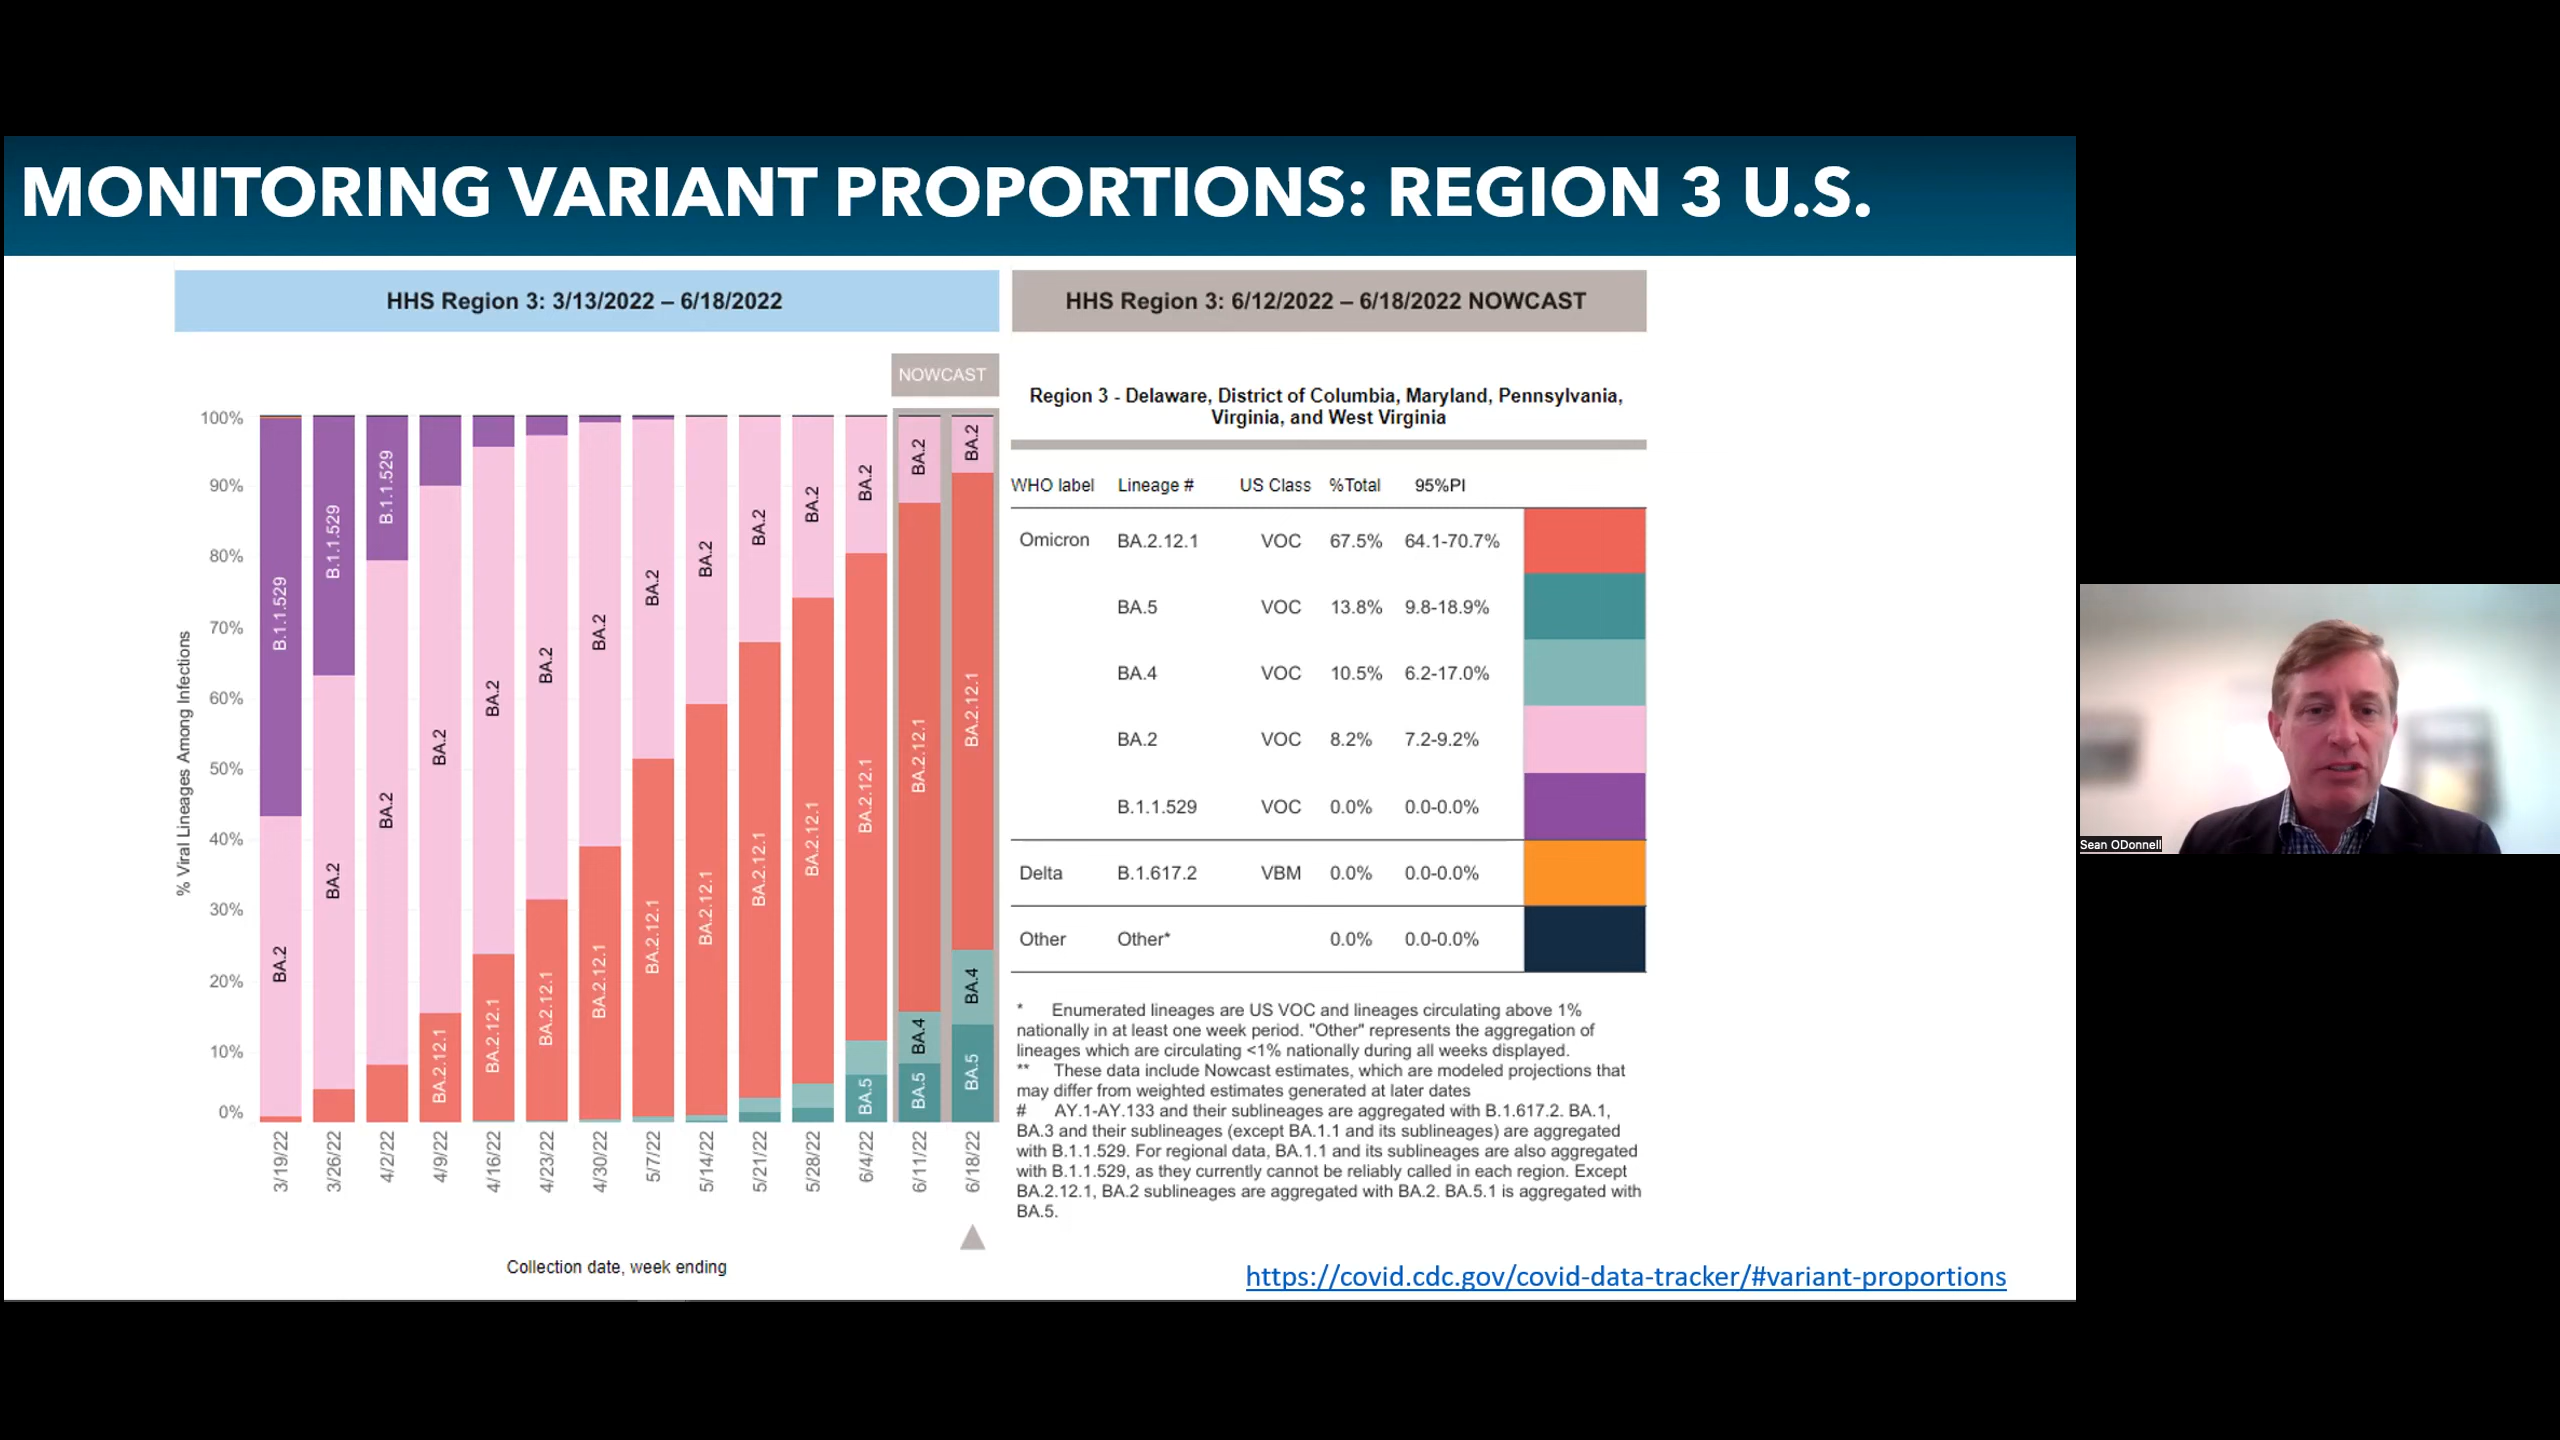 MONITORING VARIANT PROPORTIONS: REGION 3 U.S.
HHS Region 3: 3/13/2022 – 6/18/2022
NOWCAST
% Viral Lineages Among Infections
100%
90%
80%
70%
60%
50%
40%
30%
20%
10%
0%
B.1.1.529
BA.2
B.1.1.529
BA.2
B.1.1.529
BA.2
BA.2
BA.2.12.1
BA.2
BA.2.12.1
BA.2
BA.2.12.1
BA.2
BA.2.12.1
BA.2
BA.2.12.1
BA.2
BA.2.12.1
BA.2
BA.2.12.1
BA.2
BA.2.12.1
BA.2
BA.2.12.1
BA.5
BA.2
BA.2.12.1
BA.4
BA.5
BA.2
BA.2.12.1
BA.4
BA.5
3/19/22
3/26/22
4/2/22
4/9/22
4/16/22
4/23/22
4/30/22
5/7/22
5/14/22
5/21/22
5/28/22
6/4/22
6/11/22
6/18/22
Collection date, week ending
HHS Region 3: 6/12/2022 – 6/18/2022 NOWCAST
Region 3 - Delaware, District of Columbia, Maryland, Pennsylvania,
Virginia, and West Virginia
WHO label Lineage # US Class %Total 95%PI
Omicron BA.2.12.1 VOC 67.5% 64.1-70.7%
BA.5 VOC 13.8% 9.8-18.9%
BA.4 VOC 10.5% 6.2-17.0%
BA.2 VOC 8.2% 7.2-9.2%
B.1.1.529 VOC 0.0% 0.0-0.0%
Delta B.1.617.2 VBM 0.0% 0.0-0.0%
Other Other* 0.0% 0.0-0.0%
* Enumerated lineages are US VOC and lineages circulating above 1%
nationally in at least one week period. "Other" represents the aggregation of
lineages which are circulating <1% nationally during all weeks displayed.
** These data include Nowcast estimates, which are modeled projections that
may differ from weighted estimates generated at later dates
# AY.1-AY.133 and their sublineages are aggregated with B.1.617.2. BA.1,
BA.3 and their sublineages (except BA.1.1 and its sublineages) are aggregated
with B.1.1.529. For regional data, BA.1.1 and its sublineages are also aggregated
with B.1.1.529, as they currently cannot be reliably called in each region. Except
BA.2.12.1, BA.2 sublineages are aggregated with BA.2. BA.5.1 is aggregated with
BA.5.
https://covid.cdc.gov/covid-data-tracker/#variant-proportions
Sean ODonnell